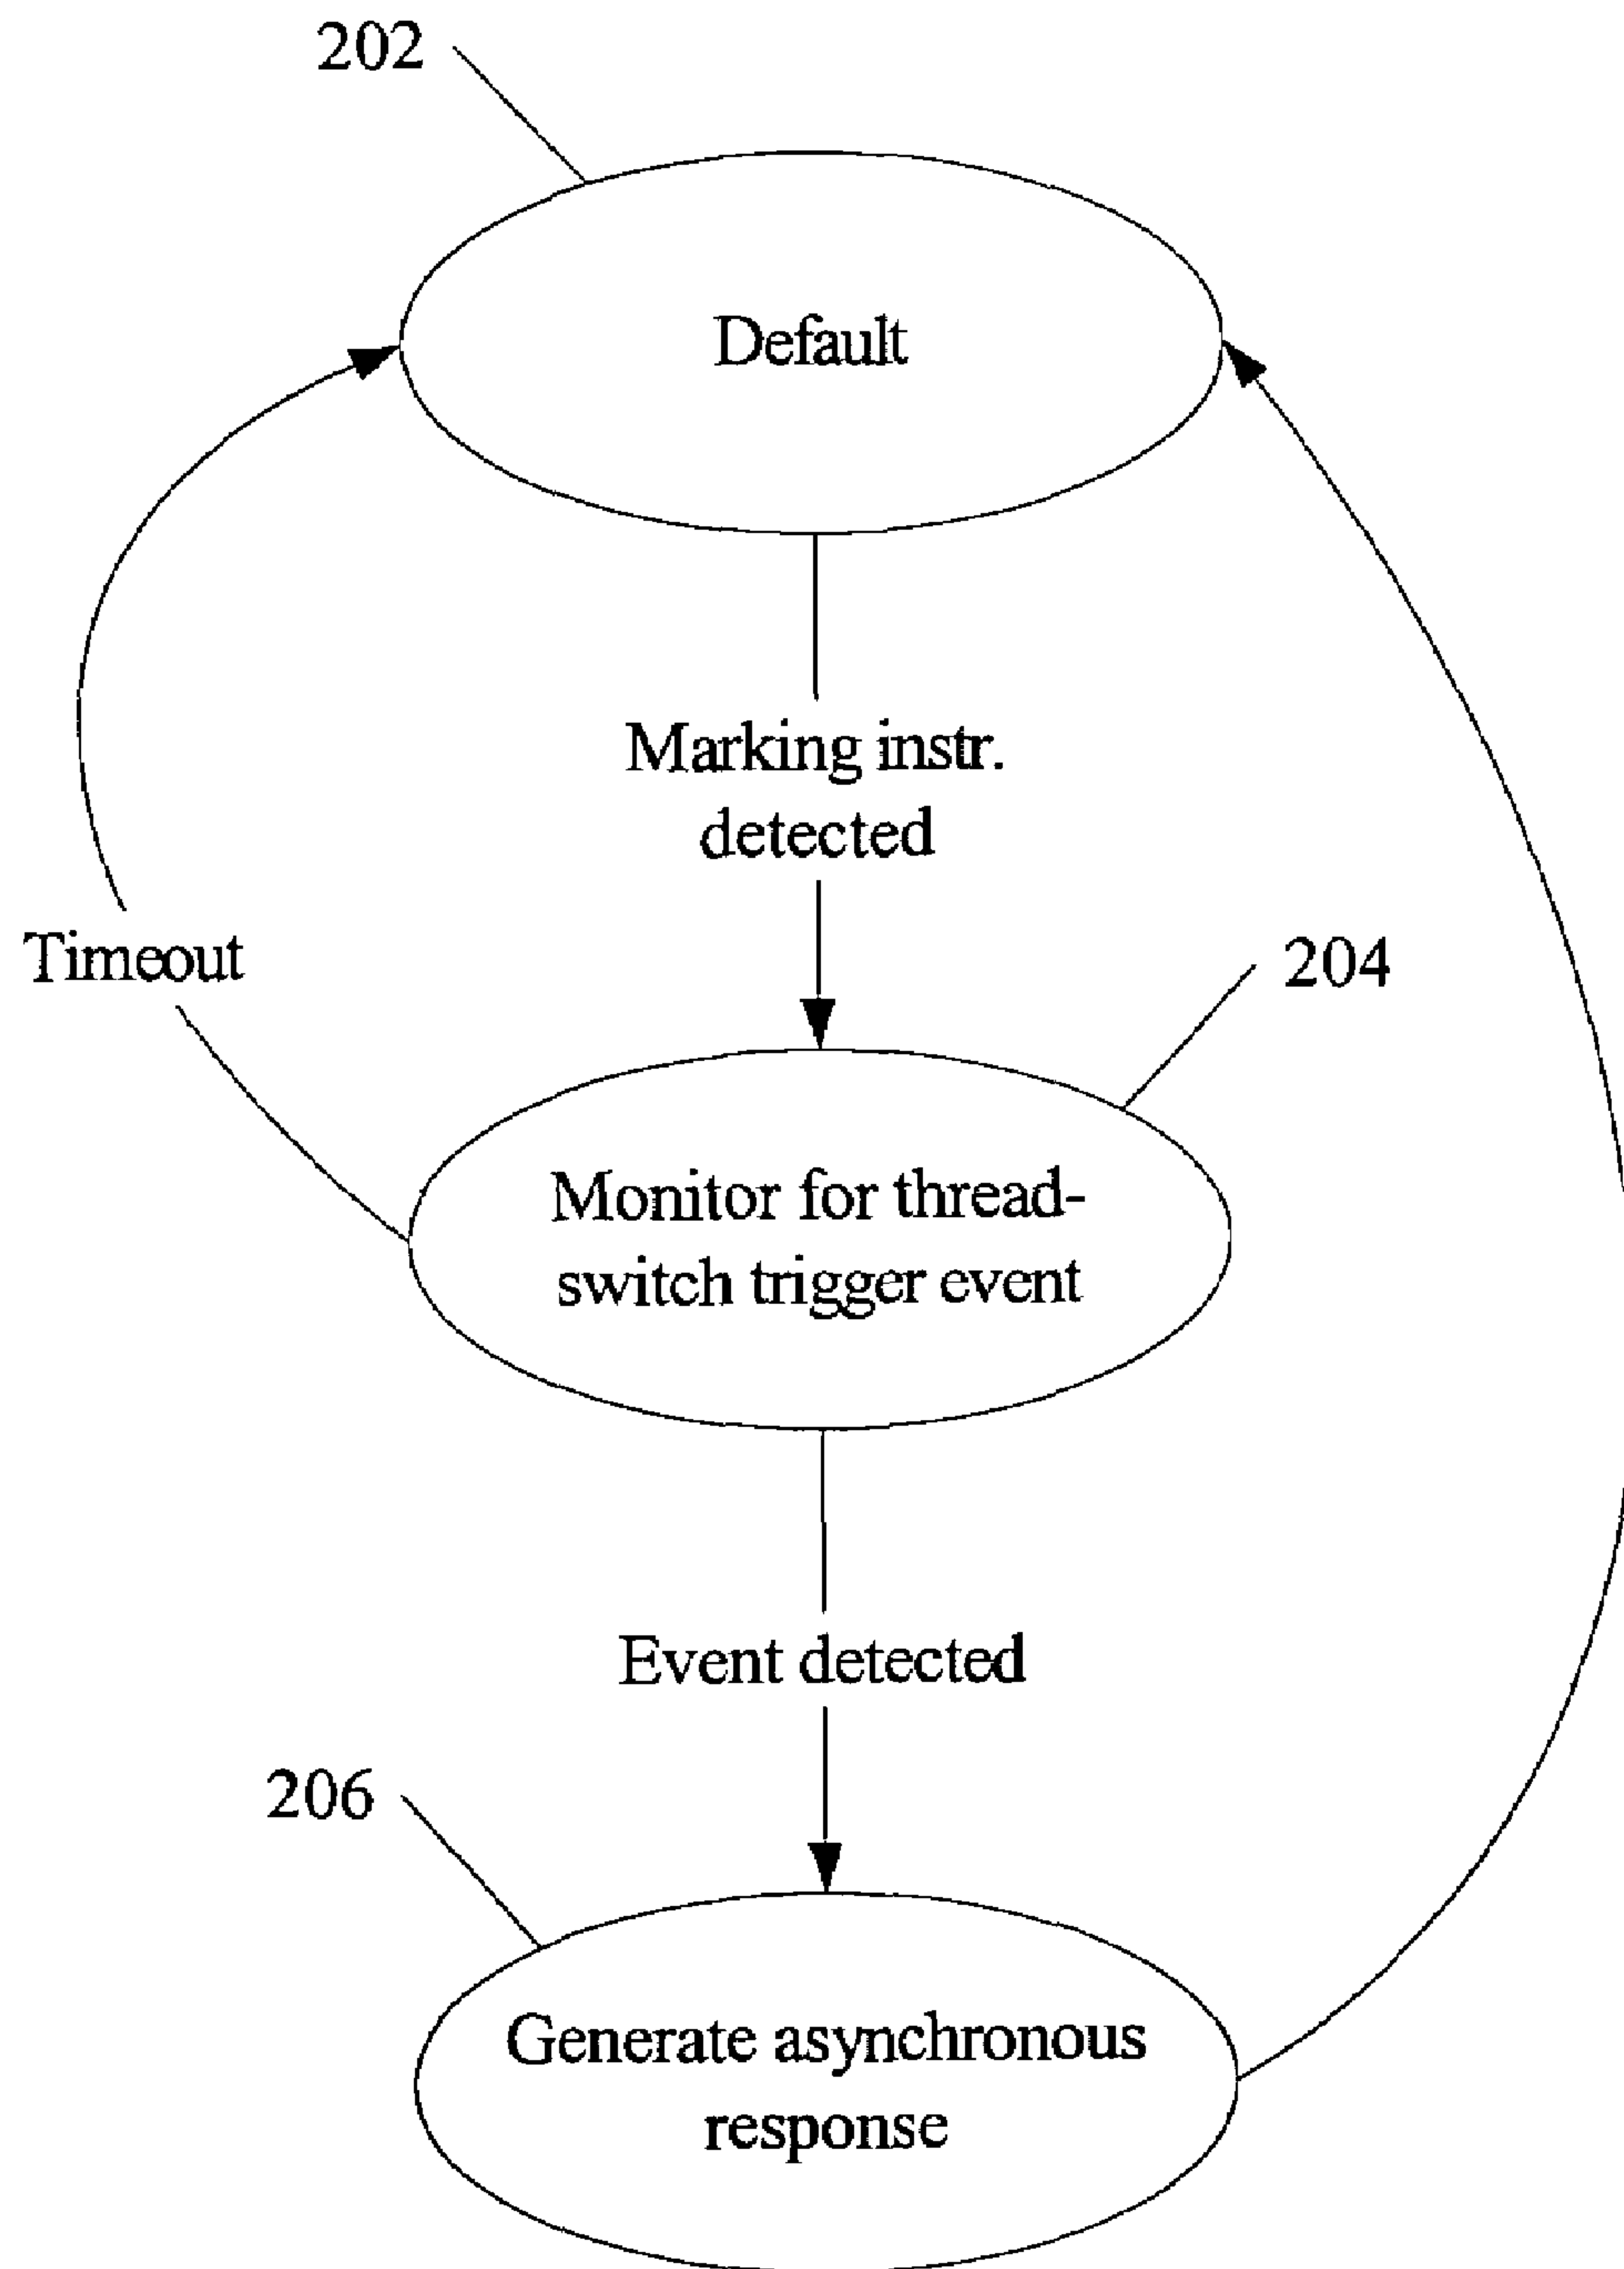 202
Default
Marking instr.
detected
Timeout
204
Monitor for thread-
switch trigger event
Event detected
206
Generate asynchronous
response